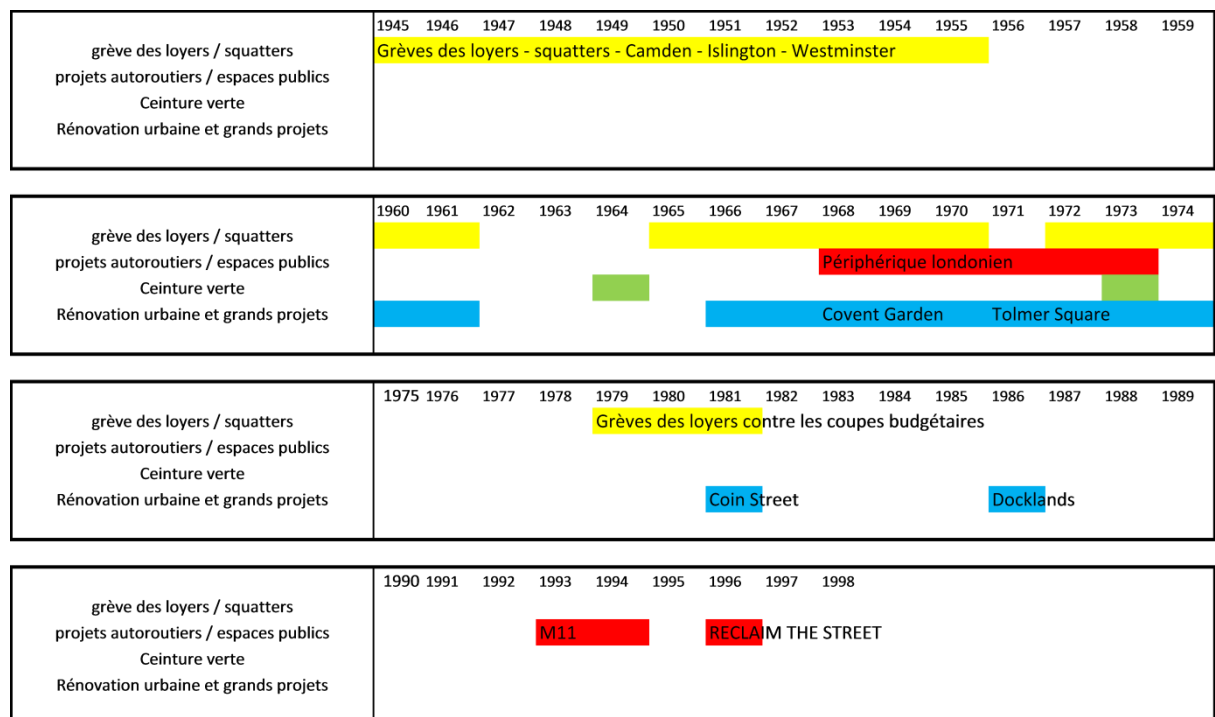 1945 1946 1947 1948 1949 1950 1951 1952 1953 1954 1955 1956 1957 1958 1959
grève des loyers / squatters Grèves des loyers - squatters - Camden - Islington - Westminster
projets autoroutiers / espaces publics
Ceinture verte
Rénovation urbaine et grands projets
1960 1961 1962 1963 1964 1965 1966 1967 1968 1969 1970 1971 1972 1973 1974
grève des loyers / squatters
projets autoroutiers / espaces publics Périphérique londonien
Ceinture verte
Rénovation urbaine et grands projets Covent Garden Tolmer Square
1975 1976 1977 1978 1979 1980 1981 1982 1983 1984 1985 1986 1987 1988 1989
grève des loyers / squatters Grèves des loyers contre les coupes budgétaires
projets autoroutiers / espaces publics
Ceinture verte
Rénovation urbaine et grands projets Coin Street Docklands
1990 1991 1992 1993 1994 1995 1996 1997 1998
grève des loyers / squatters
projets autoroutiers / espaces publics M11 RECLAIM THE STREET
Ceinture verte
Rénovation urbaine et grands projets